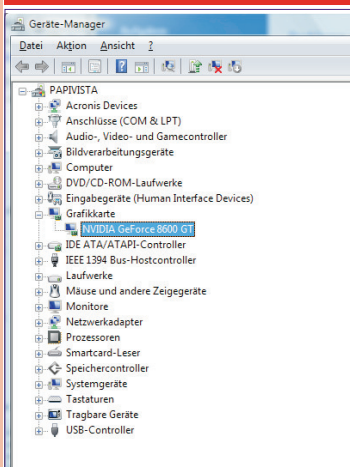 Geräte-Manager
Datei Aktion Ansicht ?
PAPIVISTA
Acronis Devices
Anschlüsse (COM & LPT)
Audio-, Video- und Gamecontroller
Bildverarbeitungsgeräte
Computer
DVD/CD-ROM-Laufwerke
Eingabegeräte (Human Interface Devices)
Grafikkarte
NVIDIA GeForce 8600 GT
IDE ATA/ATAPI-Controller
IEEE 1394 Bus-Hostcontroller
Laufwerke
Mäuse und andere Zeigegeräte
Monitore
Netzwerkadapter
Prozessoren
Smartcard-Leser
Speichercontroller
Systemgeräte
Tastaturen
Tragbare Geräte
USB-Controller